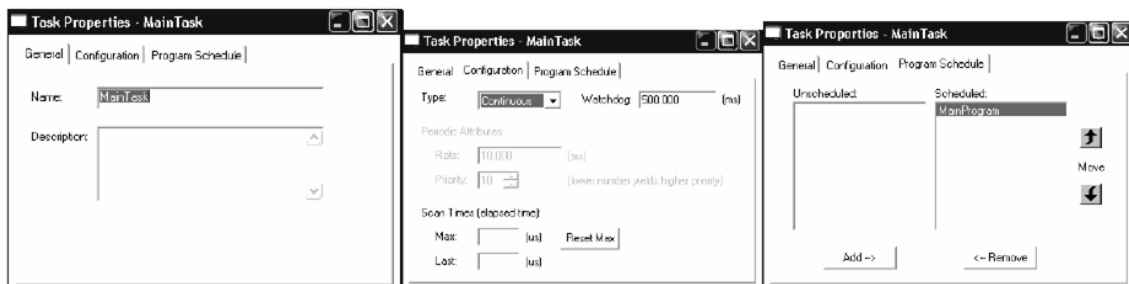 Task Properties - MainTask
General Configuration Program Schedule
Name: MainTask
Description:
Task Properties - MainTask
General Configuration Program Schedule
Type: Continuous Watchdog: 500.000 (ms)
Periodic Attributes
Rate: 10.000 (ms)
Priority: 10 (lower number yields higher priority)
Scan Times (elapsed time)
Max: (us) Reset Max
Last: (us)
Task Properties - MainTask
General Configuration Program Schedule
Unscheduled: Scheduled:
MainProgram
Move
Add --> <-- Remove